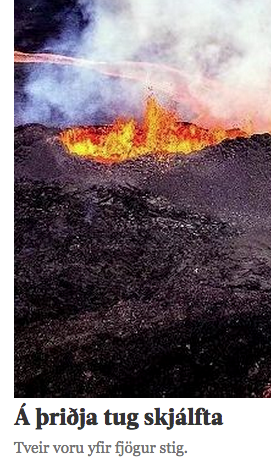 Á þriðja tug skjálfta
Tveir voru yfir fjögur stig.